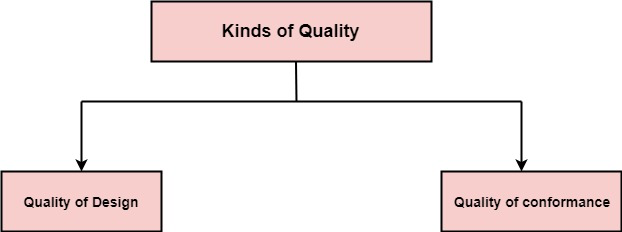 Kinds of Quality
Quality of Design
Quality of conformance